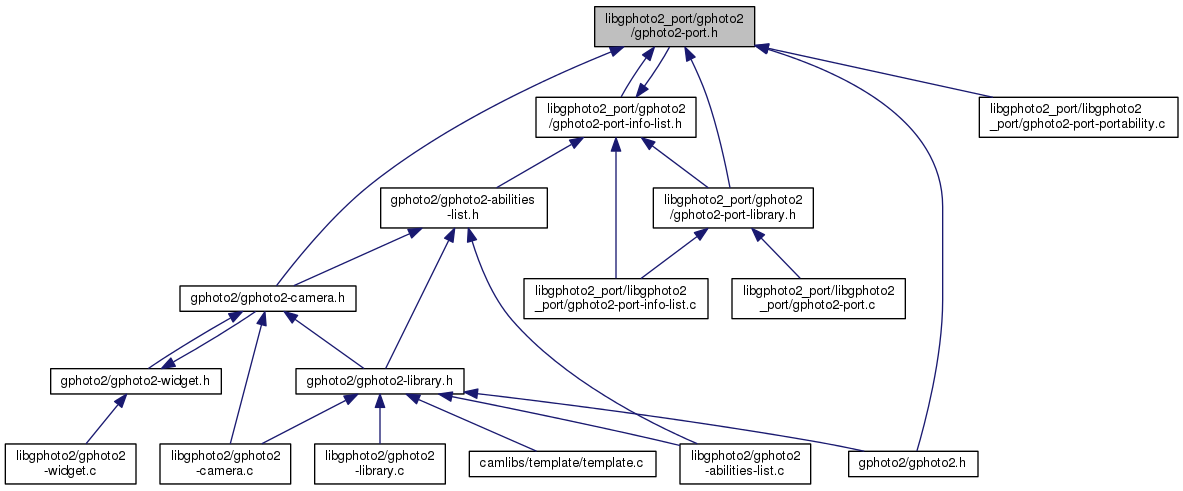 libgphoto2_port/gphoto2
/gphoto2-port.h
libgphoto2_port/gphoto2
/gphoto2-port-info-list.h
libgphoto2_port/libgphoto2
_port/gphoto2-port-portability.c
gphoto2/gphoto2-abilities
-list.h
libgphoto2_port/gphoto2
/gphoto2-port-library.h
gphoto2/gphoto2-camera.h
libgphoto2_port/libgphoto2
_port/gphoto2-port-info-list.c
libgphoto2_port/libgphoto2
_port/gphoto2-port.c
gphoto2/gphoto2-widget.h
gphoto2/gphoto2-library.h
libgphoto2/gphoto2
-widget.c
libgphoto2/gphoto2
-camera.c
libgphoto2/gphoto2
-library.c
camlibs/template/template.c
libgphoto2/gphoto2
-abilities-list.c
gphoto2/gphoto2.h